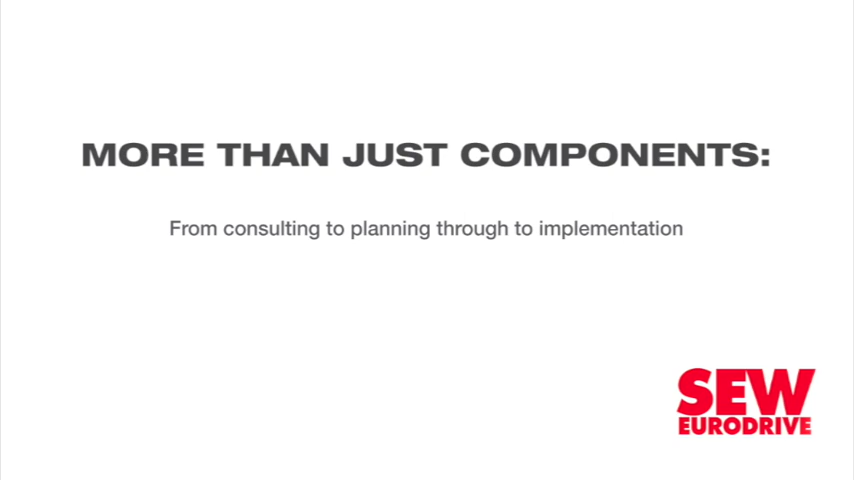 MORE THAN JUST COMPONENTS:
From consulting to planning through to implementation
SEW
EURODRIVE